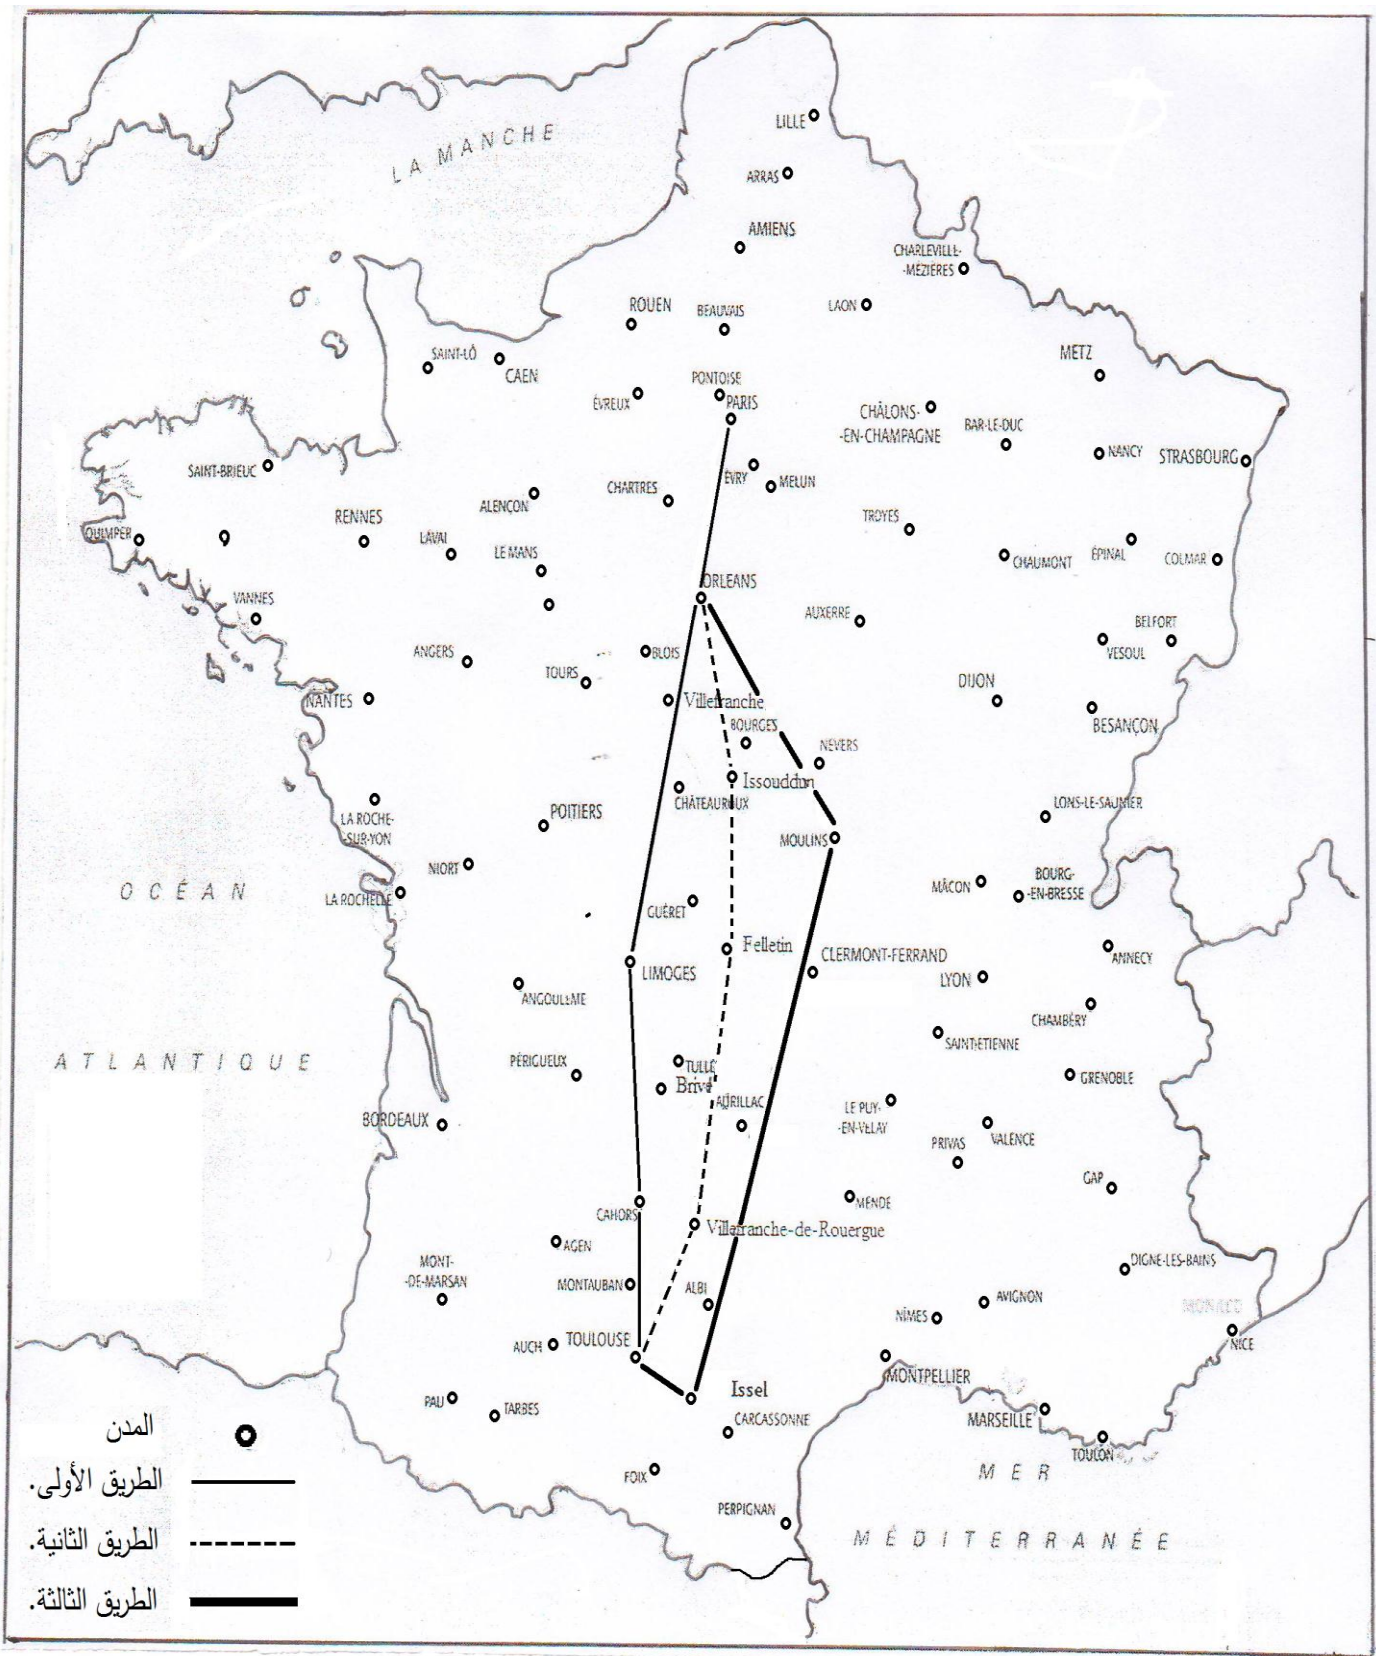 LA MANCHE
LILLE
ARRAS
AMIENS
CHARLEVILLE-
-MÉZIÈRES
ROUEN
BEAUVAIS
LAON
SAINT-LÔ
CAEN
METZ
PONTOISE
ÉVREUX
PARIS
CHÂLONS-
-EN-CHAMPAGNE
BAR-LE-DUC
NANCY
STRASBOURG
SAINT-BRIEUC
ÉVRY
MELUN
CHARTRES
ALENÇON
TROYES
QUIMPER
RENNES
LAVAL
LE MANS
CHAUMONT
ÉPINAL
COLMAR
ORLEANS
VANNES
AUXERRE
BELFORT
VESOUL
ANGERS
BLOIS
TOURS
DIJON
NANTES
Villefranche
BESANÇON
BOURGES
NEVERS
Issouddun
CHÂTEAUROUX
LONS-LE-SAUNIER
LA ROCHE-
-SUR-YON
POITIERS
MOULINS
NIORT
MÂCON
BOURG-
-EN-BRESSE
OCÉAN
LA ROCHELLE
GUÉRET
Felletin
CLERMONT-FERRAND
ANNECY
LIMOGES
LYON
ANGOULEME
CHAMBÉRY
SAINT-ETIENNE
ATLANTIQUE
PÉRIGUEUX
TULLE
GRENOBLE
Brive
AURILLAC
LE PUY-
-EN-VELAY
BORDEAUX
PRIVAS
VALENCE
GAP
MENDE
CAHORS
Villefranche-de-Rouergue
AGEN
MONT-
-DE-MARSAN
DIGNE-LES-BAINS
MONTAUBAN
ALBI
AVIGNON
MONACO
NÎMES
NICE
AUCH
TOULOUSE
MONTPELLIER
Issel
PAU
TARBES
CARCASSONNE
MARSEILLE
TOULON
FOIX
MER
PERPIGNAN
MÉDITERRANÉE
المدن
الطريق الأولى.
الطريق الثانية.
الطريق الثالثة.